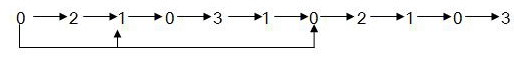 0 → 2 → 1 → 0 → 3 → 1 → 0 → 2 → 1 → 0 → 3